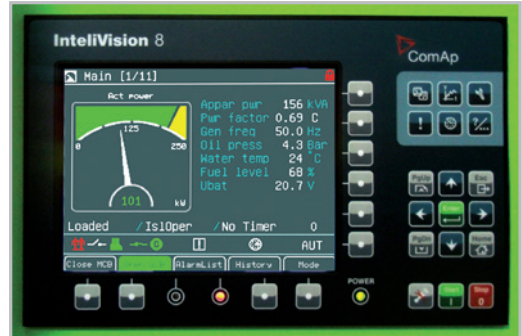 InteliVision 8
ComAp
Main [1/11]
Act power
0
125
250
101
kW
Appar pwr 156 kVA
Pwr factor 0.69 C
Gen freq 50.0 Hz
Oil press 4.3 Bar
Water temp 24 °C
Fuel level 68 %
Ubat 20.7 V
Loaded /IslOper /No Timer 0
AUT
Close MCB
AlarmList
History
Mode
PgUp
Esc
Enter
PgDn
Home
POWER
Start
I
Stop
0